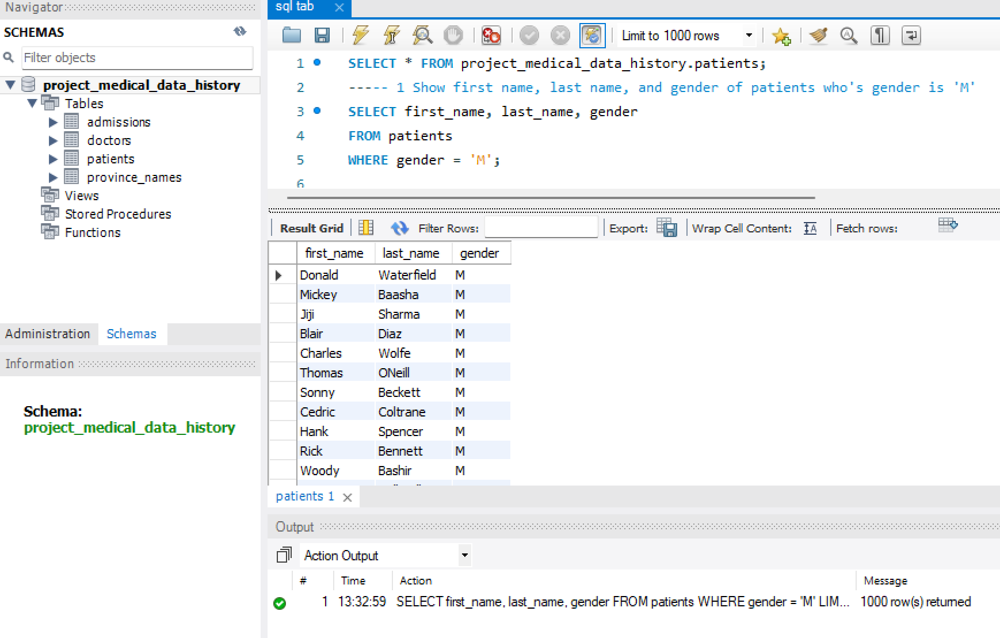 Navigator
SCHEMAS
Filter objects
project_medical_data_history
Tables
admissions
doctors
patients
province_names
Views
Stored Procedures
Functions
Administration Schemas
Information
Schema:
project_medical_data_history
sql tab
Limit to 1000 rows
1 SELECT * FROM project_medical_data_history.patients;
2 ----- 1 Show first name, last name, and gender of patients who's gender is 'M'
3 SELECT first_name, last_name, gender
4 FROM patients
5 WHERE gender = 'M';
6
Result Grid Filter Rows: Export: Wrap Cell Content: Fetch rows:
first_name last_name gender
Donald Waterfield M
Mickey Baasha M
Jiji Sharma M
Blair Diaz M
Charles Wolfe M
Thomas ONeill M
Sonny Beckett M
Cedric Coltrane M
Hank Spencer M
Rick Bennett M
Woody Bashir M
patients 1
Output
Action Output
# Time Action Message
1 13:32:59 SELECT first_name, last_name, gender FROM patients WHERE gender = 'M' LIM... 1000 row(s) returned